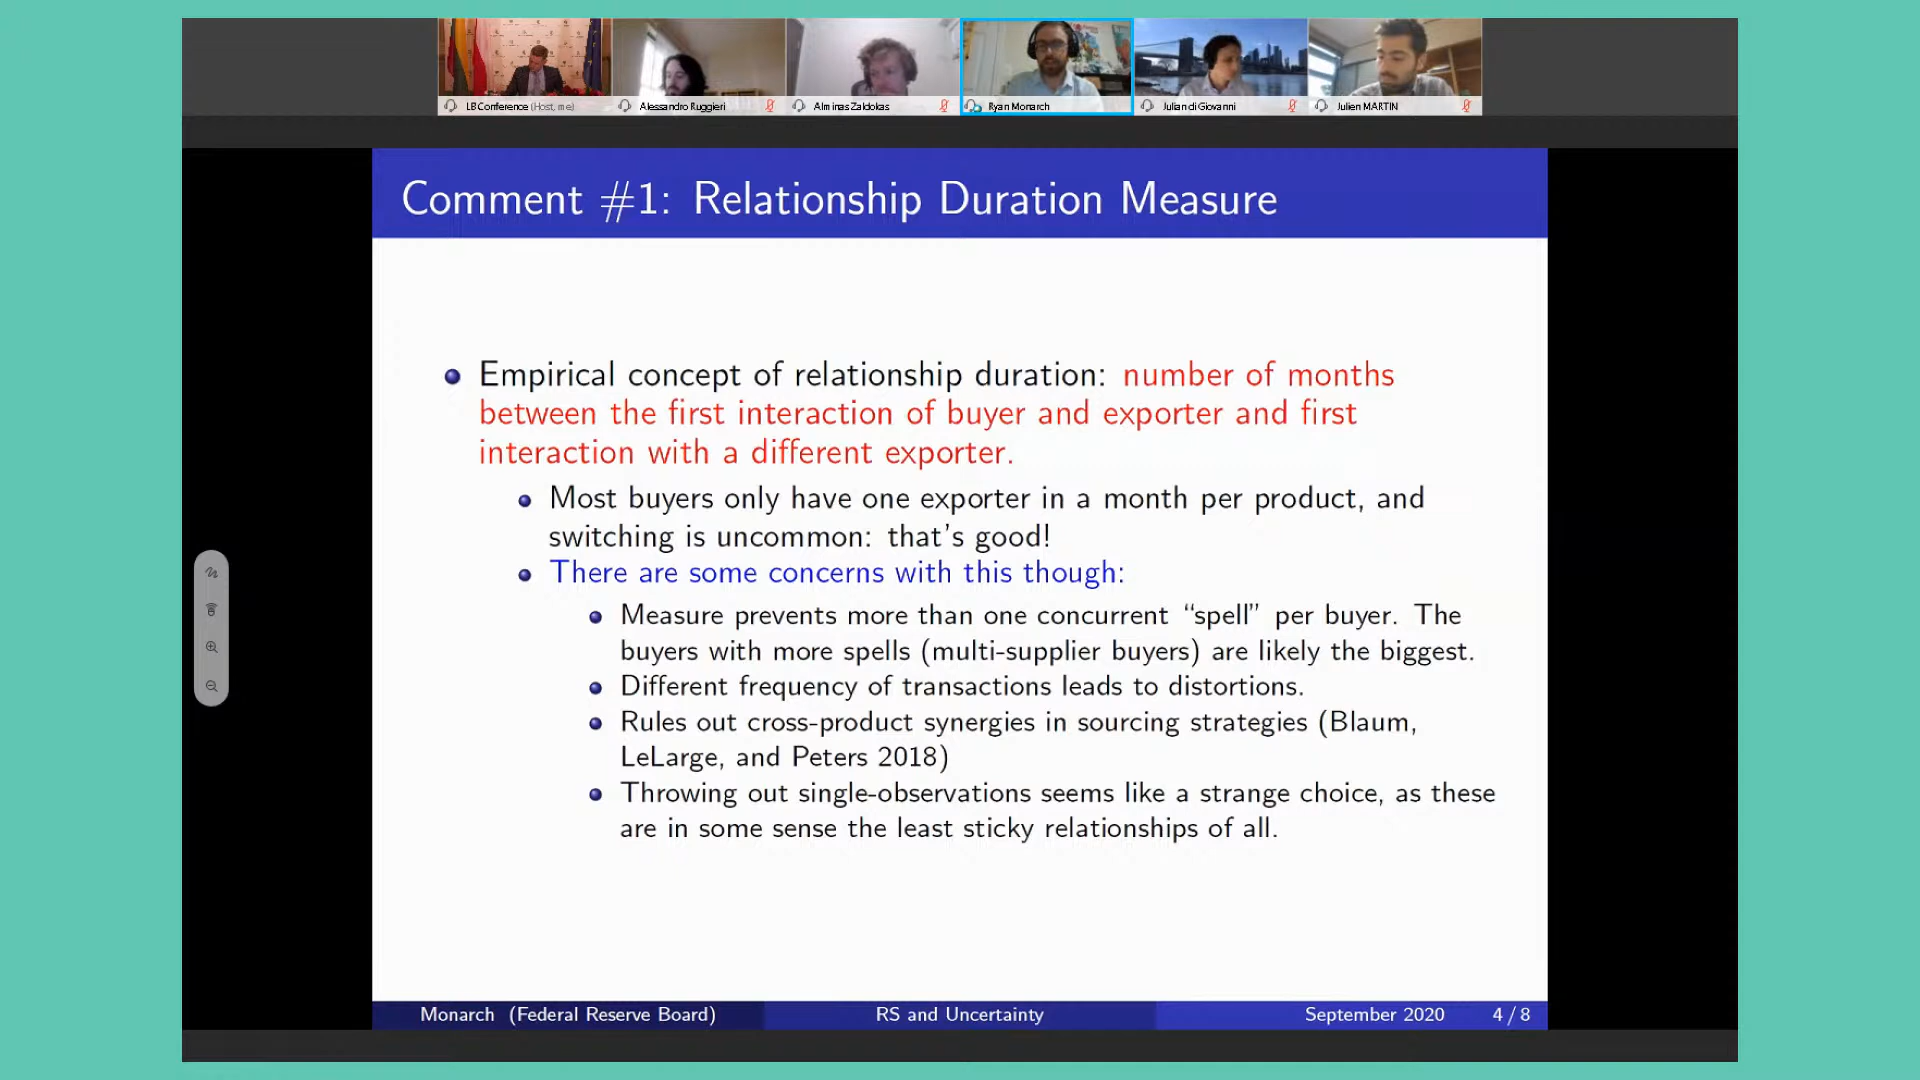 LB Conference (Host, me)
Alessandro Ruggieri
Alminas Zaldokas
Ryan Monarch
Julian di Giovanni
Julien MARTIN
Comment #1: Relationship Duration Measure
Empirical concept of relationship duration: number of months
between the first interaction of buyer and exporter and first
interaction with a different exporter.
Most buyers only have one exporter in a month per product, and
switching is uncommon: that's good!
There are some concerns with this though:
Measure prevents more than one concurrent “spell” per buyer. The
buyers with more spells (multi-supplier buyers) are likely the biggest.
Different frequency of transactions leads to distortions.
Rules out cross-product synergies in sourcing strategies (Blaum,
LeLarge, and Peters 2018)
Throwing out single-observations seems like a strange choice, as these
are in some sense the least sticky relationships of all.
Monarch (Federal Reserve Board)
RS and Uncertainty
September 2020
4 / 8